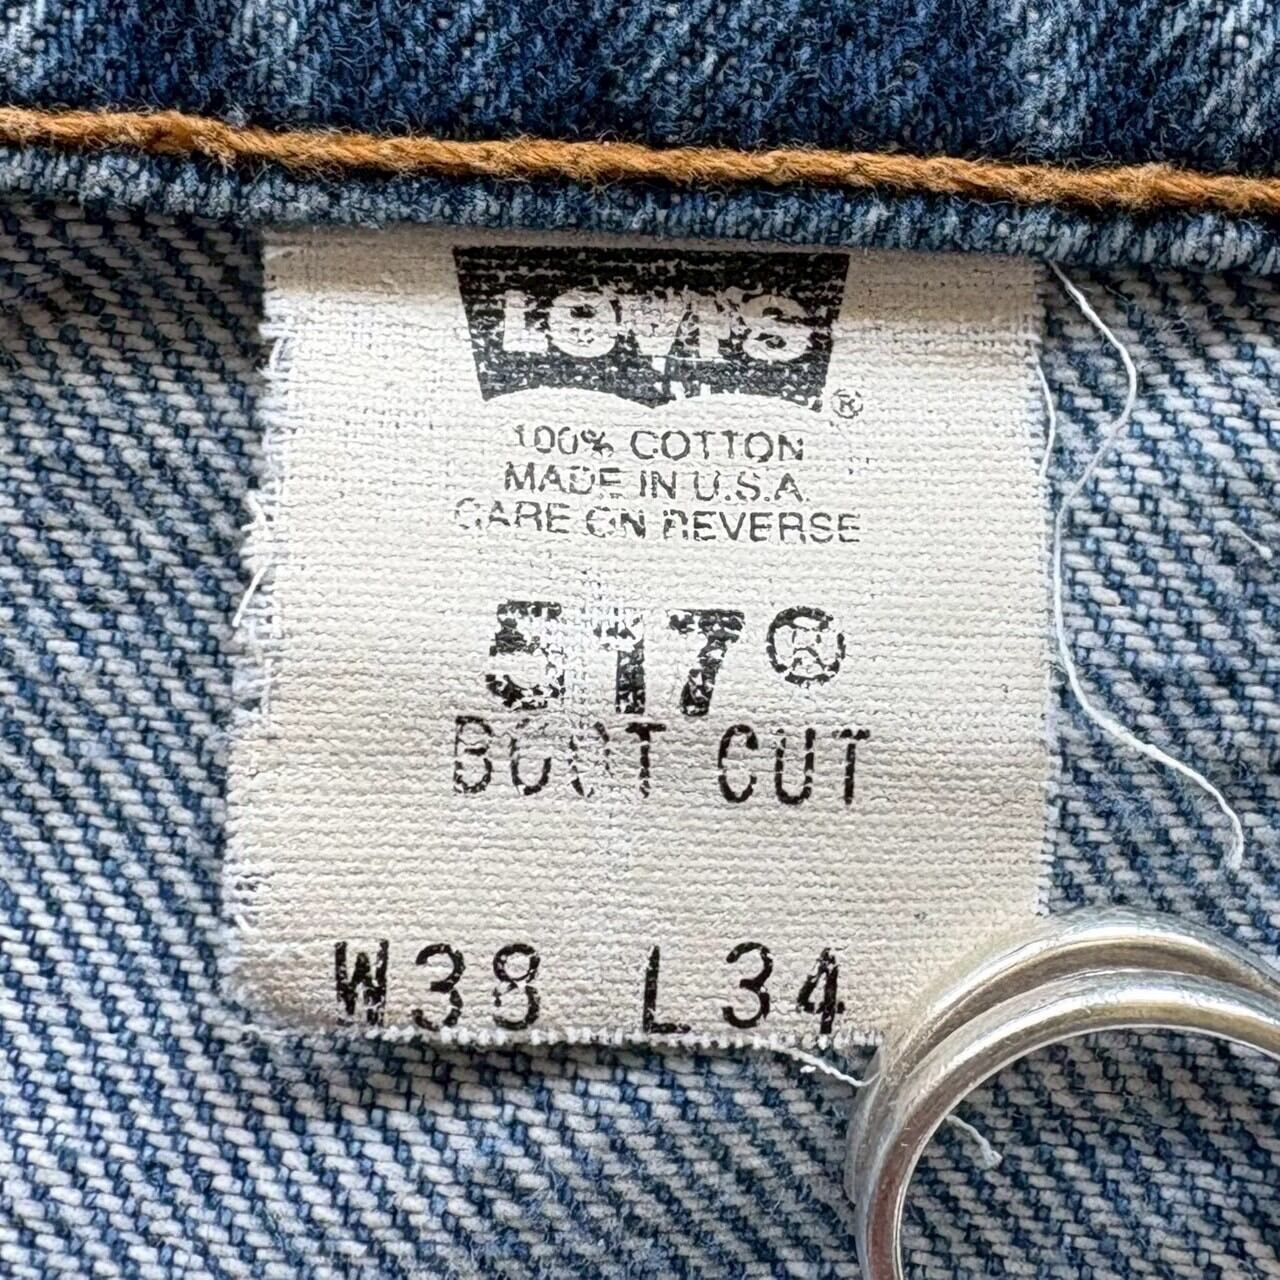 Levi's®
100% COTTON
MADE IN U.S.A.
CARE ON REVERSE
517®
BOOT CUT
W38 L34